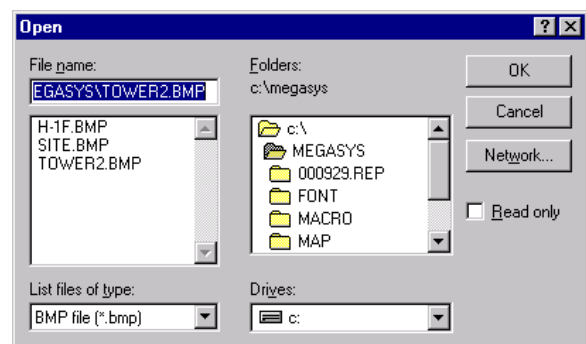 Open
File name:
EGASYS\TOWER2.BMP
H-1F.BMP
SITE.BMP
TOWER2.BMP
List files of type:
BMP file (*.bmp)
Folders:
c:\megasys
c:\
MEGASYS
000929.REP
FONT
MACRO
MAP
Drives:
c:
OK
Cancel
Network...
Read only